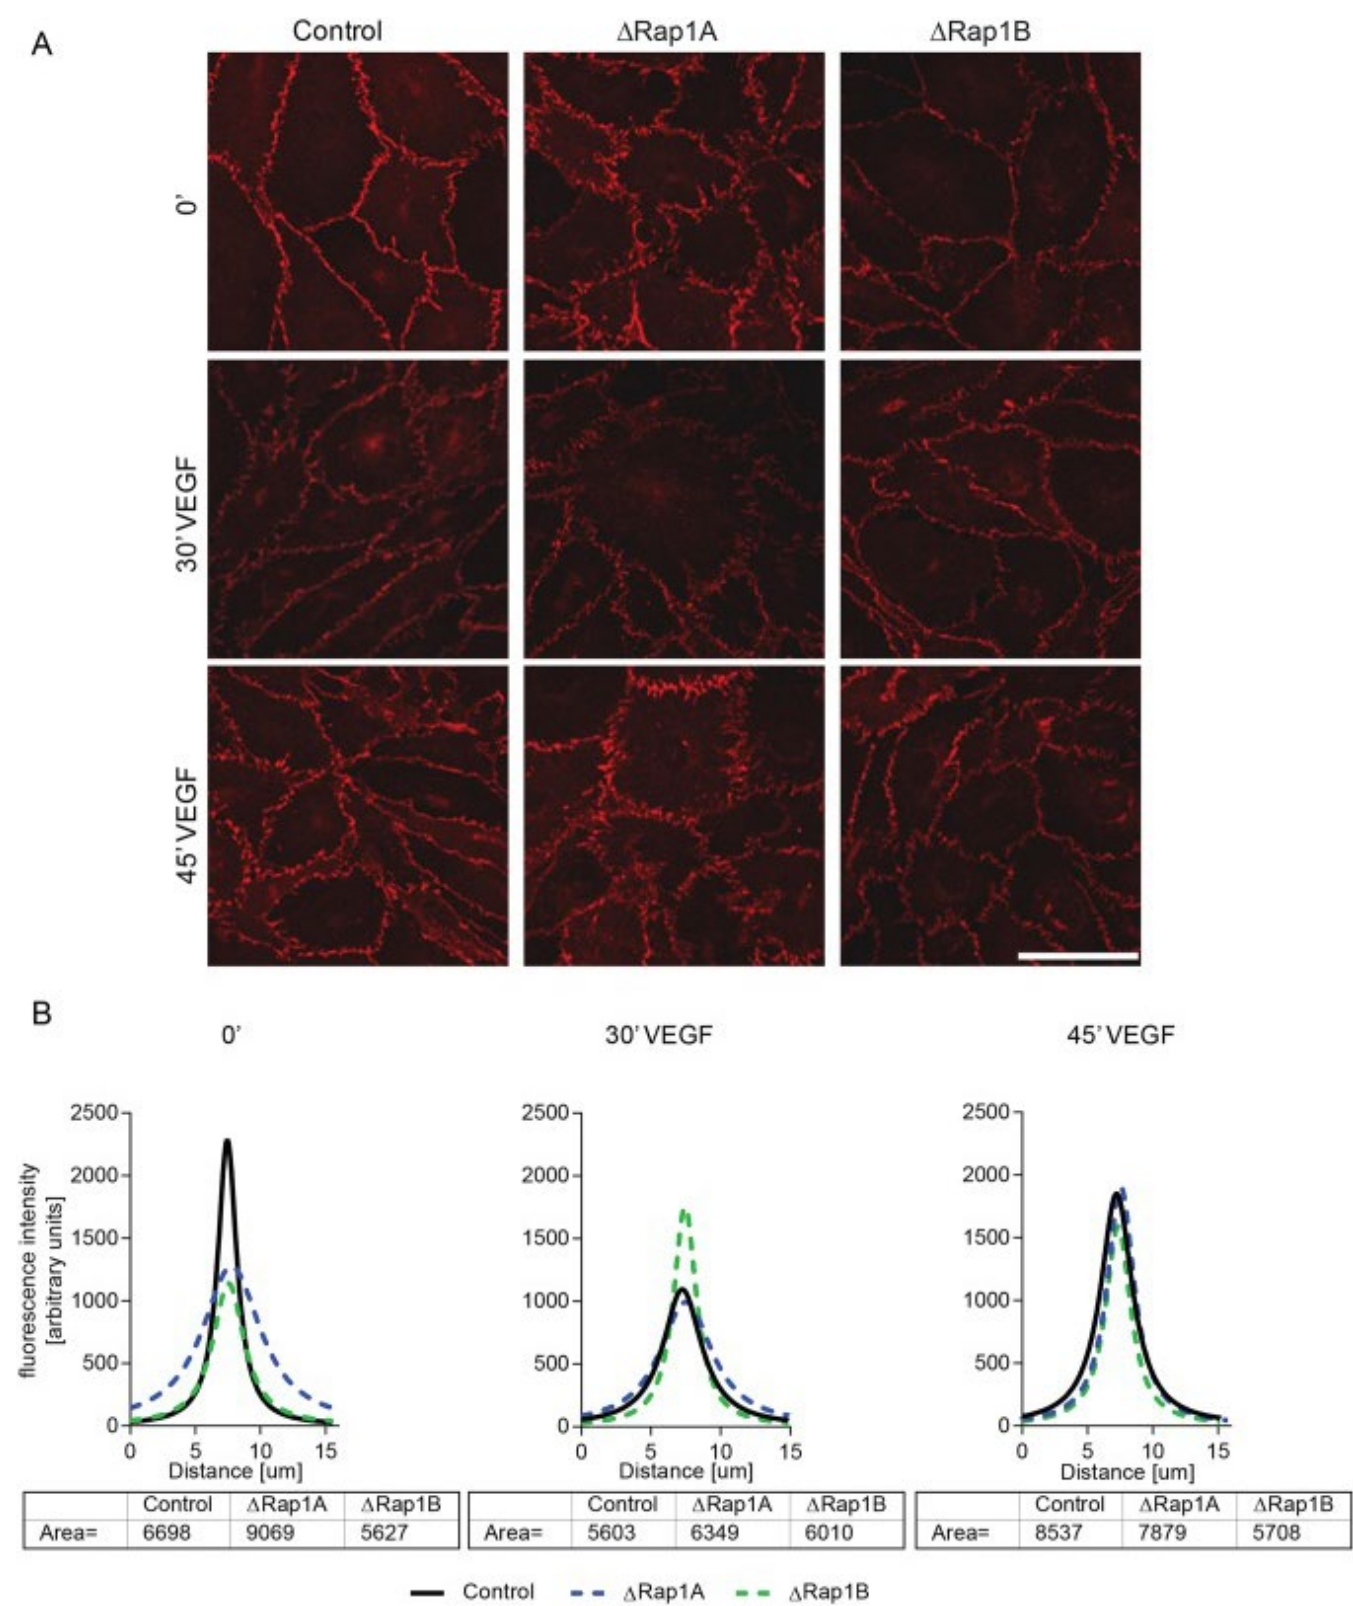 A
Control ΔRap1A ΔRap1B
0'
30' VEGF
45' VEGF
B
0' 30' VEGF 45' VEGF
fluorescence intensity
[arbitrary units]
2500 2500 2500
2000 2000 2000
1500 1500 1500
1000 1000 1000
500 500 500
0 0 0
0 5 10 15 0 5 10 15 0 5 10 15
Distance [um] Distance [um] Distance [um]
Control ΔRap1A ΔRap1B Control ΔRap1A ΔRap1B Control ΔRap1A ΔRap1B
Area= 6698 9069 5627 Area= 5603 6349 6010 Area= 8537 7879 5708
Control ΔRap1A ΔRap1B